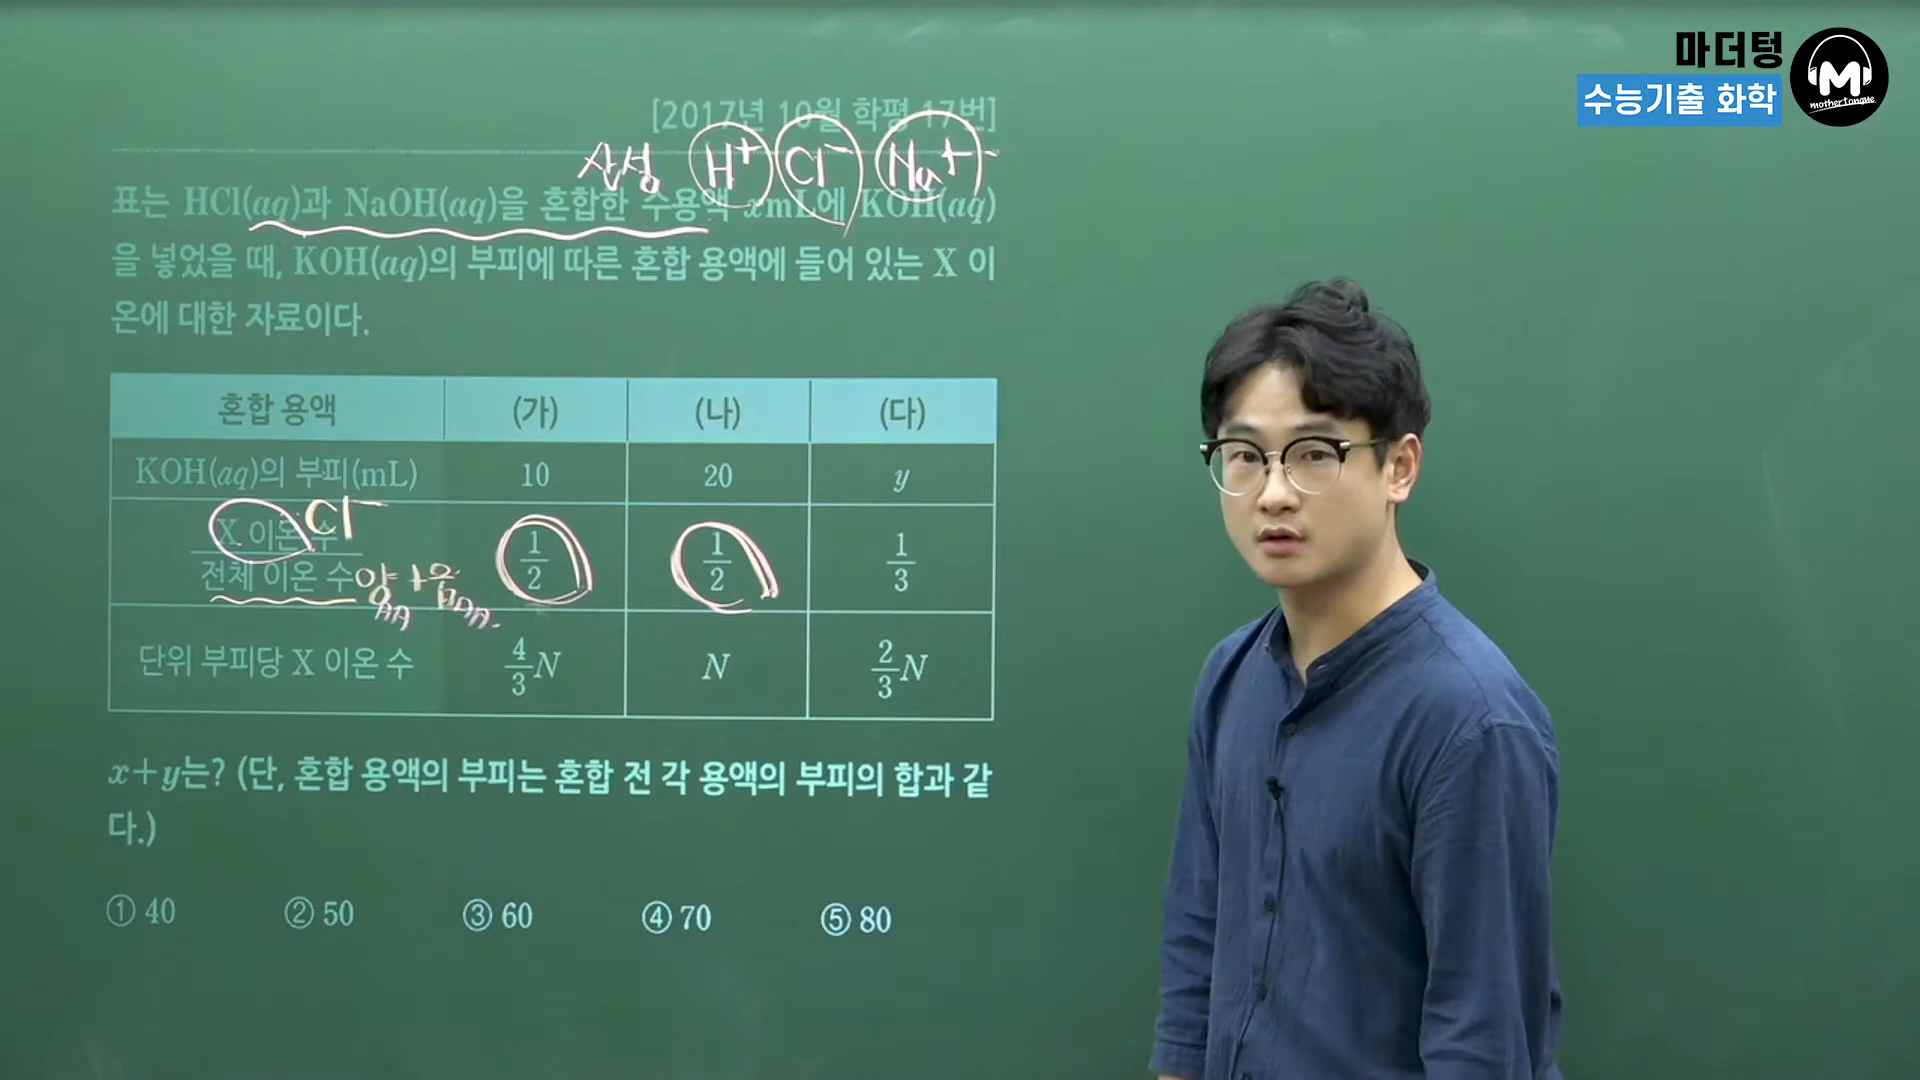 마더텅
수능기출 화학
M
mothertongue
[2017년 10월 학평 17번]
산성 H⁺ Cl⁻ Na⁺
표는 HCl(aq)과 NaOH(aq)을 혼합한 수용액 x mL에 KOH(aq)
을 넣었을 때, KOH(aq)의 부피에 따른 혼합 용액에 들어 있는 X 이
온에 대한 자료이다.
혼합 용액 (가) (나) (다)
KOH(aq)의 부피(mL) 10 20 y
X 이온 수 Cl⁻
전체 이온 수 양+음
1/2 1/2 1/3
단위 부피당 X 이온 수 4/3N N 2/3N
x+y는? (단, 혼합 용액의 부피는 혼합 전 각 용액의 부피의 합과 같
다.)
① 40 ② 50 ③ 60 ④ 70 ⑤ 80